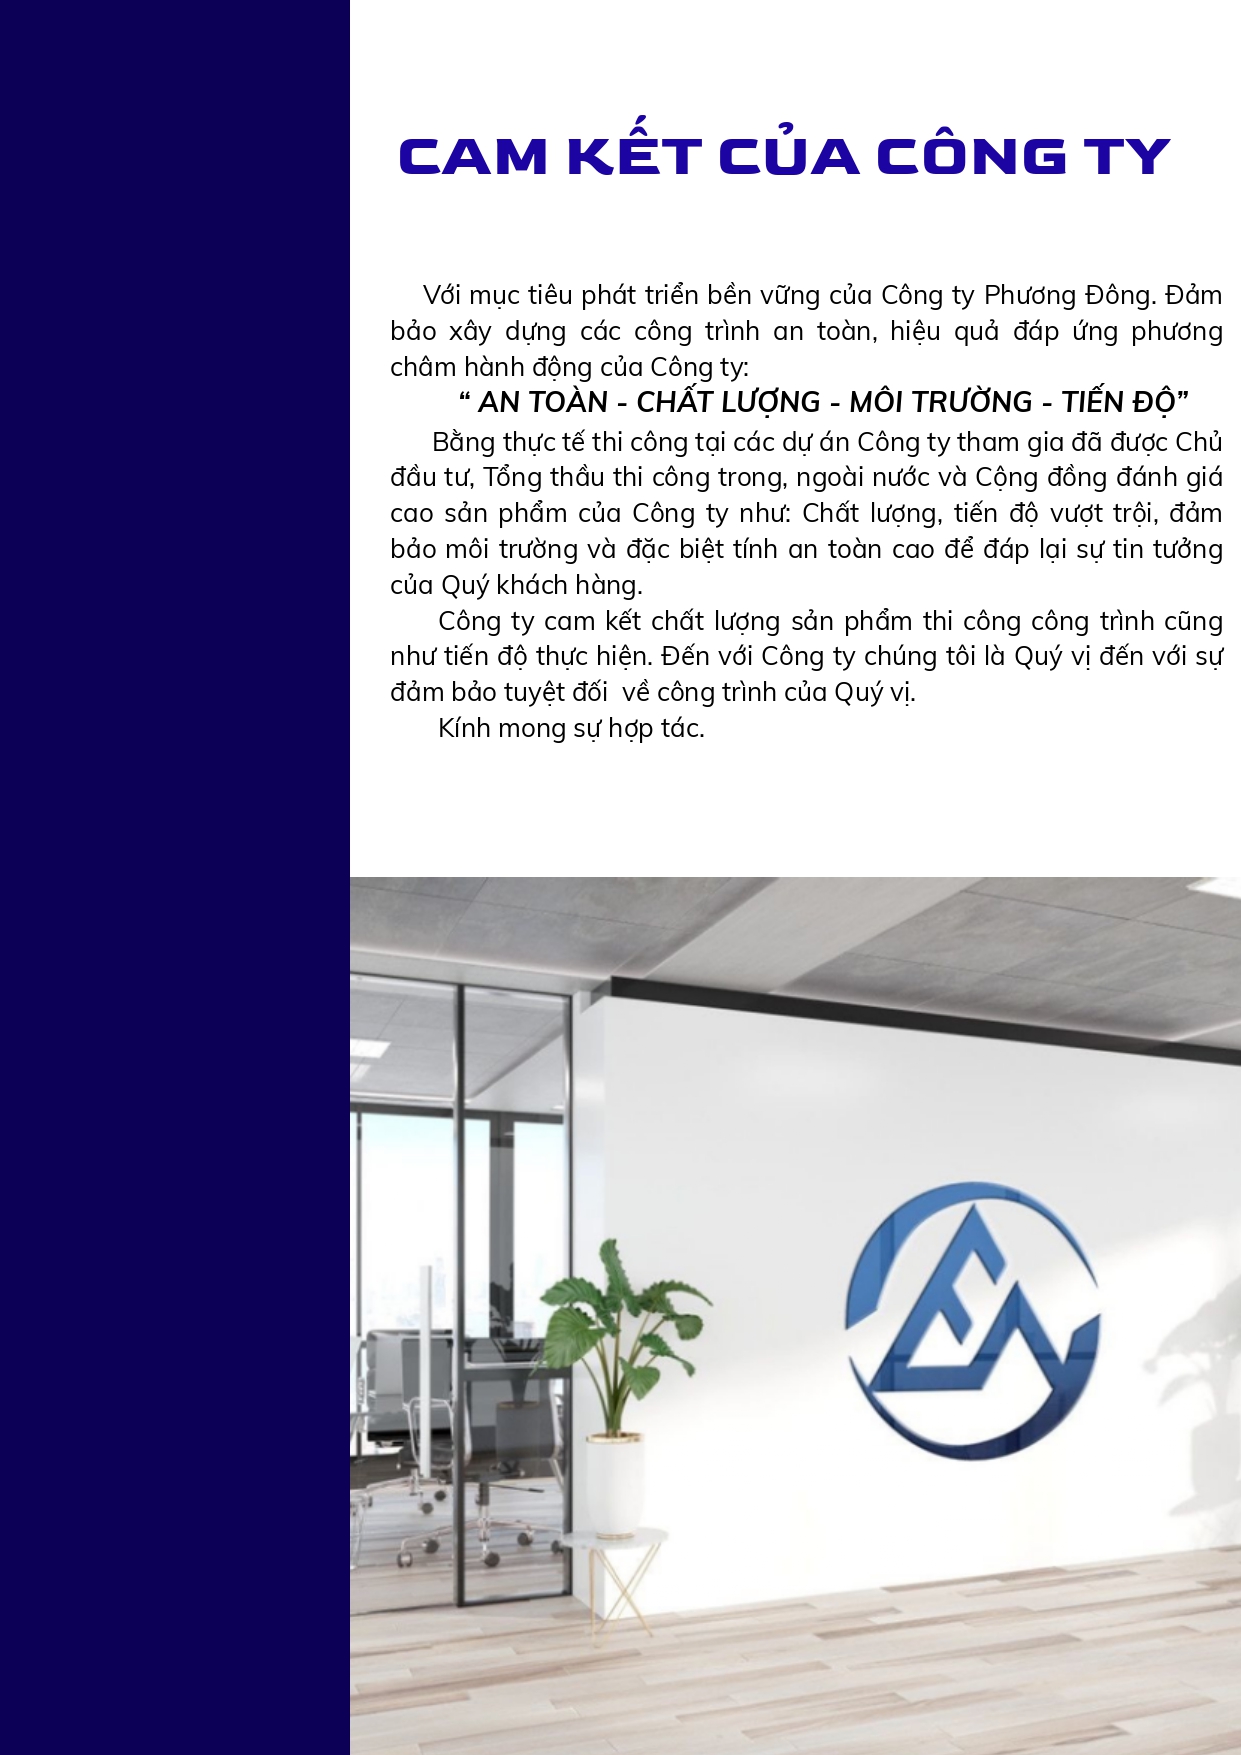 CAM KẾT CỦA CÔNG TY
Với mục tiêu phát triển bền vững của Công ty Phương Đông. Đảm
bảo xây dựng các công trình an toàn, hiệu quả đáp ứng phương
châm hành động của Công ty:
“ AN TOÀN - CHẤT LƯỢNG - MÔI TRƯỜNG - TIẾN ĐỘ”
Bằng thực tế thi công tại các dự án Công ty tham gia đã được Chủ
đầu tư, Tổng thầu thi công trong, ngoài nước và Cộng đồng đánh giá
cao sản phẩm của Công ty như: Chất lượng, tiến độ vượt trội, đảm
bảo môi trường và đặc biệt tính an toàn cao để đáp lại sự tin tưởng
của Quý khách hàng.
Công ty cam kết chất lượng sản phẩm thi công công trình cũng
như tiến độ thực hiện. Đến với Công ty chúng tôi là Quý vị đến với sự
đảm bảo tuyệt đối  về công trình của Quý vị.
Kính mong sự hợp tác.